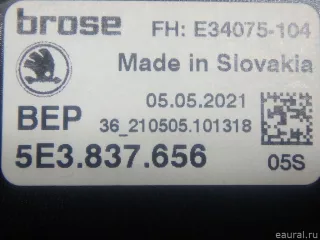 brose FH: E34075-104
Made in Slovakia
05.05.2021
BEP 36_210505.101318
5E3.837.656 05S
© eaural.ru